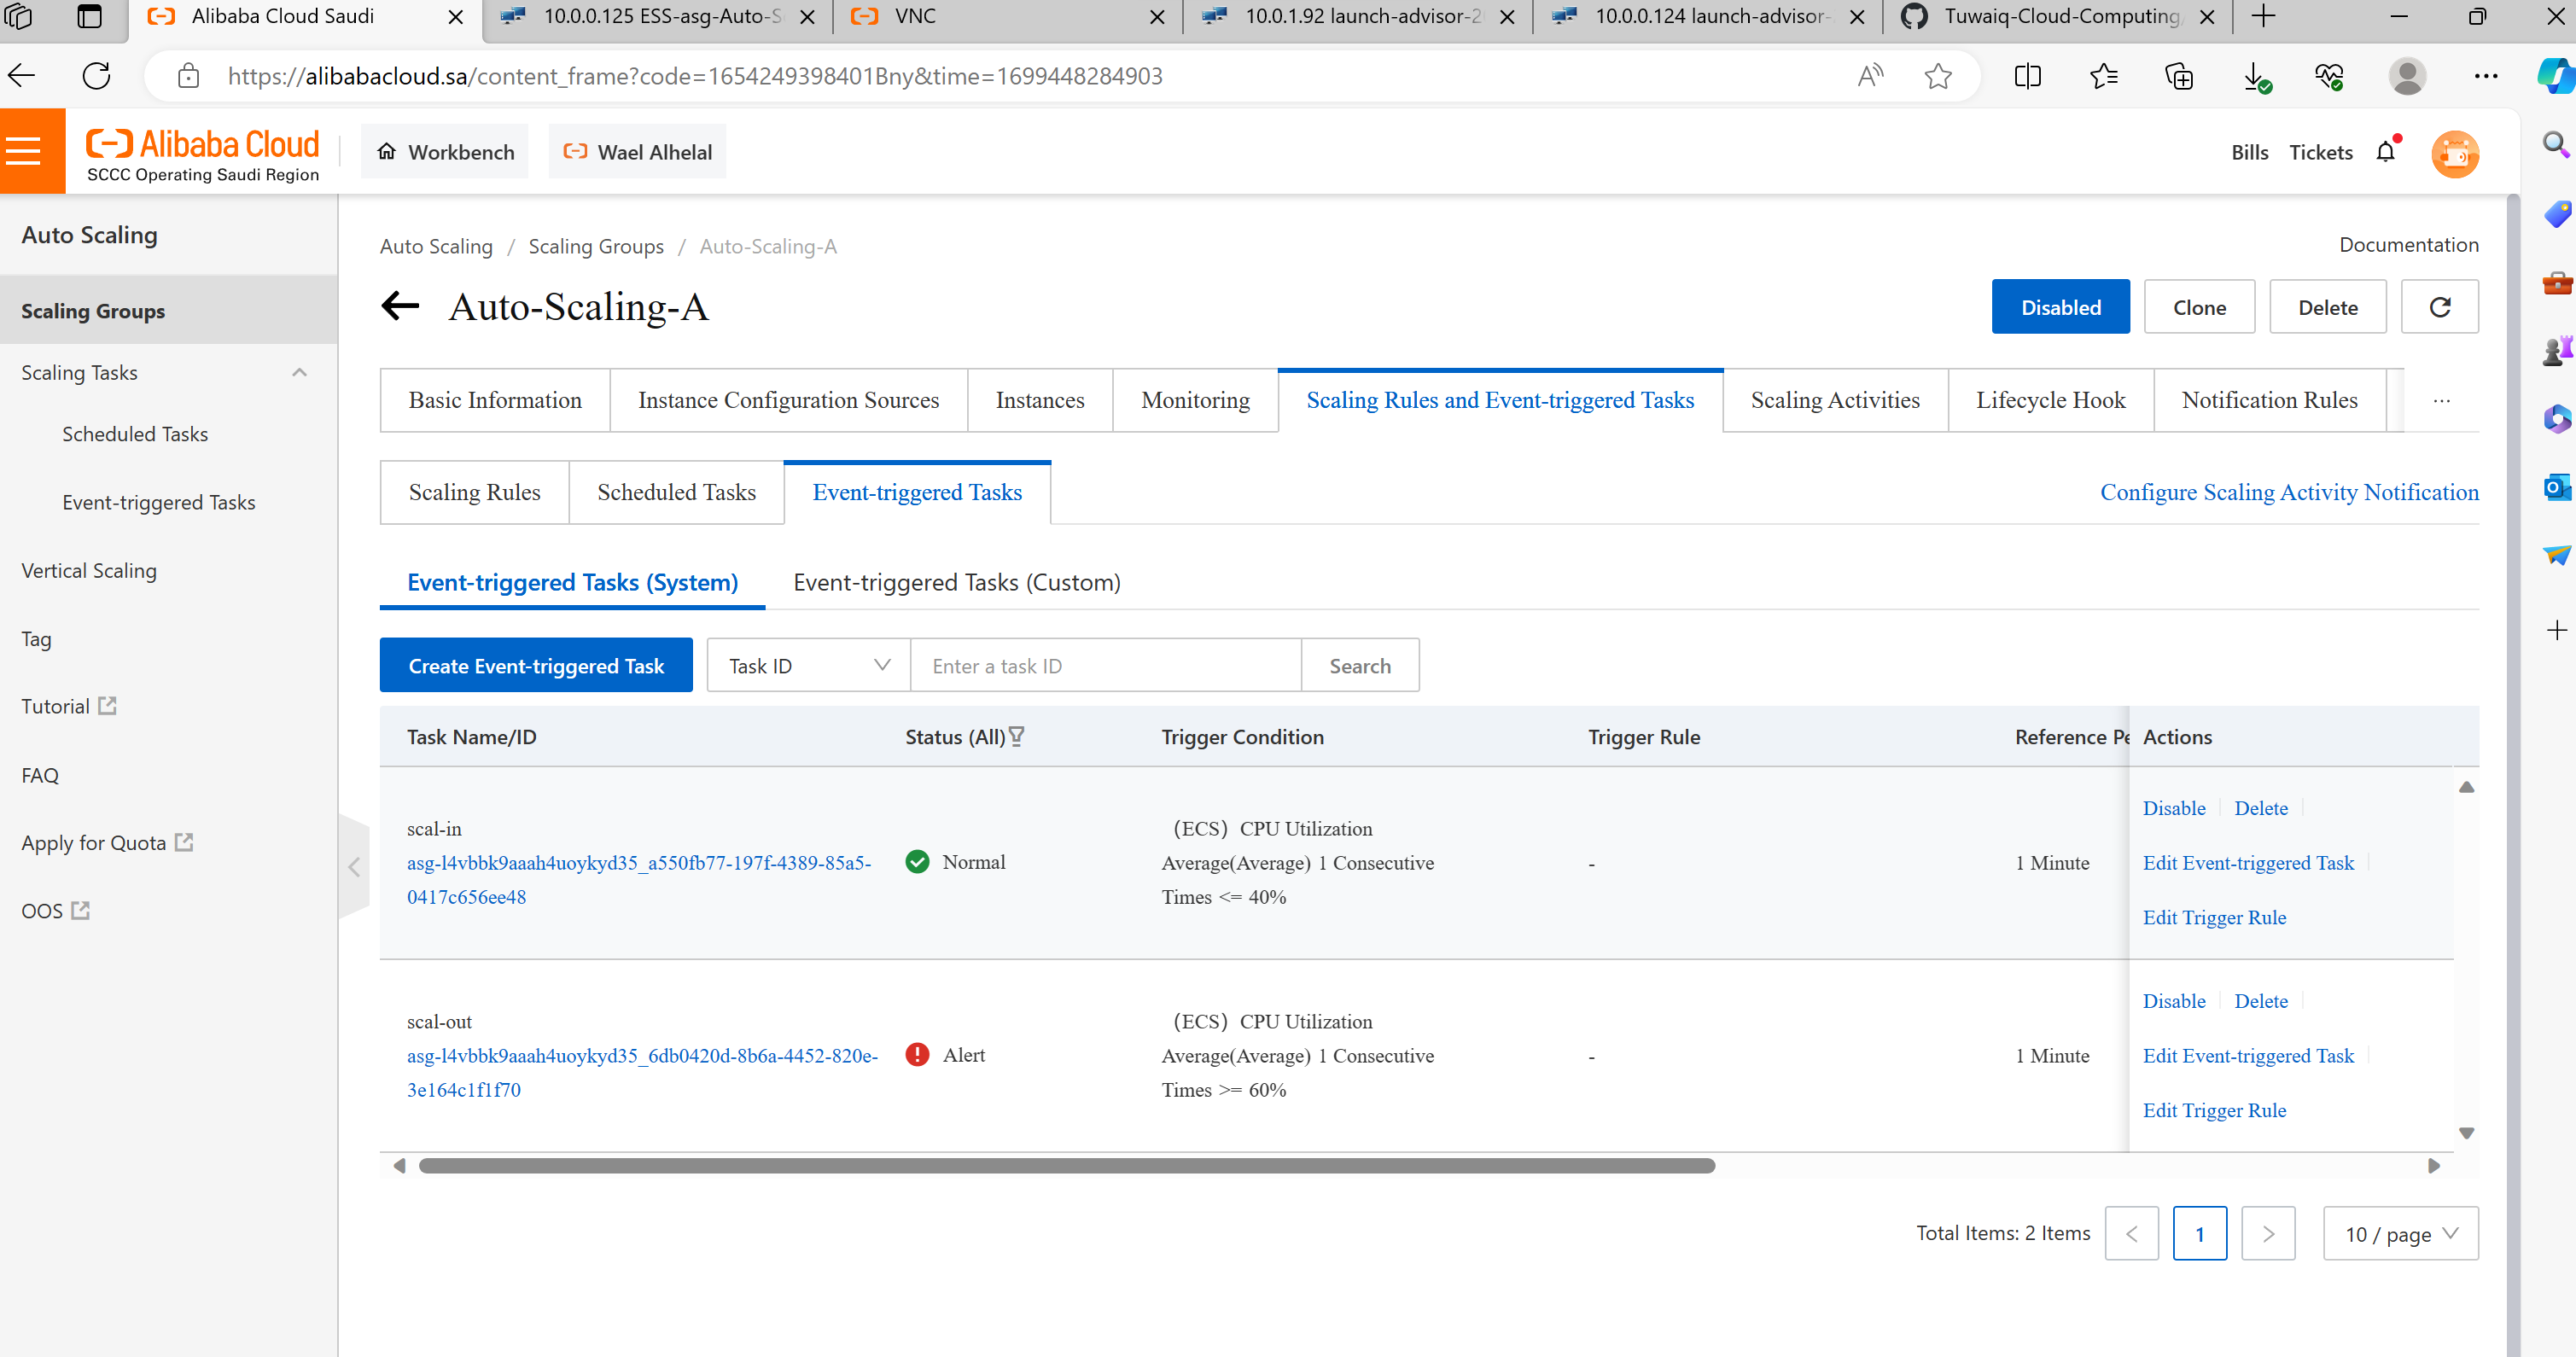 Alibaba Cloud Saudi
10.0.0.125 ESS-asg-Auto-S
VNC
10.0.1.92 launch-advisor-2
10.0.0.124 launch-advisor-
Tuwaiq-Cloud-Computing
https://alibabacloud.sa/content_frame?code=1654249398401Bny&time=1699448284903
Alibaba Cloud
SCCC Operating Saudi Region
Workbench
Wael Alhelal
Bills
Tickets
Auto Scaling
Scaling Groups
Scaling Tasks
Scheduled Tasks
Event-triggered Tasks
Vertical Scaling
Tag
Tutorial
FAQ
Apply for Quota
OOS
Auto Scaling / Scaling Groups / Auto-Scaling-A
Documentation
Auto-Scaling-A
Disabled
Clone
Delete
Basic Information
Instance Configuration Sources
Instances
Monitoring
Scaling Rules and Event-triggered Tasks
Scaling Activities
Lifecycle Hook
Notification Rules
...
Scaling Rules
Scheduled Tasks
Event-triggered Tasks
Configure Scaling Activity Notification
Event-triggered Tasks (System)
Event-triggered Tasks (Custom)
Create Event-triggered Task
Task ID
Enter a task ID
Search
Task Name/ID
Status (All)
Trigger Condition
Trigger Rule
Reference Pe
Actions
scal-in
asg-l4vbbk9aaah4uoykyd35_a550fb77-197f-4389-85a5-
0417c656ee48
Normal
（ECS）CPU Utilization
Average(Average) 1 Consecutive
Times <= 40%
-
1 Minute
Disable
Delete
Edit Event-triggered Task
Edit Trigger Rule
scal-out
asg-l4vbbk9aaah4uoykyd35_6db0420d-8b6a-4452-820e-
3e164c1f1f70
Alert
（ECS）CPU Utilization
Average(Average) 1 Consecutive
Times >= 60%
-
1 Minute
Disable
Delete
Edit Event-triggered Task
Edit Trigger Rule
Total Items: 2 Items
1
10 / page